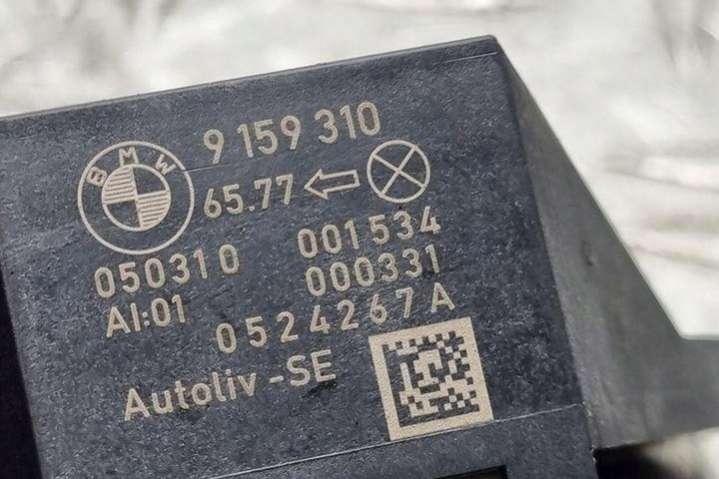 BMW
9 159 310
65.77
050310 001534
AI:01 000331
0524267A
Autoliv-SE